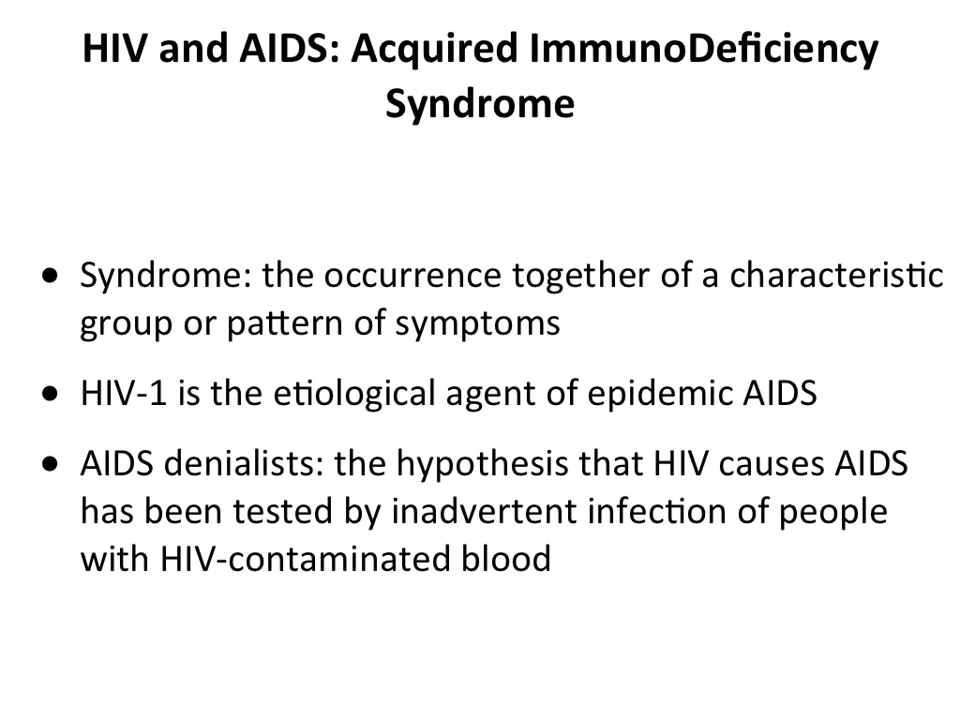 HIV and AIDS: Acquired ImmunoDeficiency
Syndrome
• Syndrome: the occurrence together of a characteristic
group or pattern of symptoms
• HIV-1 is the etiological agent of epidemic AIDS
• AIDS denialists: the hypothesis that HIV causes AIDS
has been tested by inadvertent infection of people
with HIV-contaminated blood